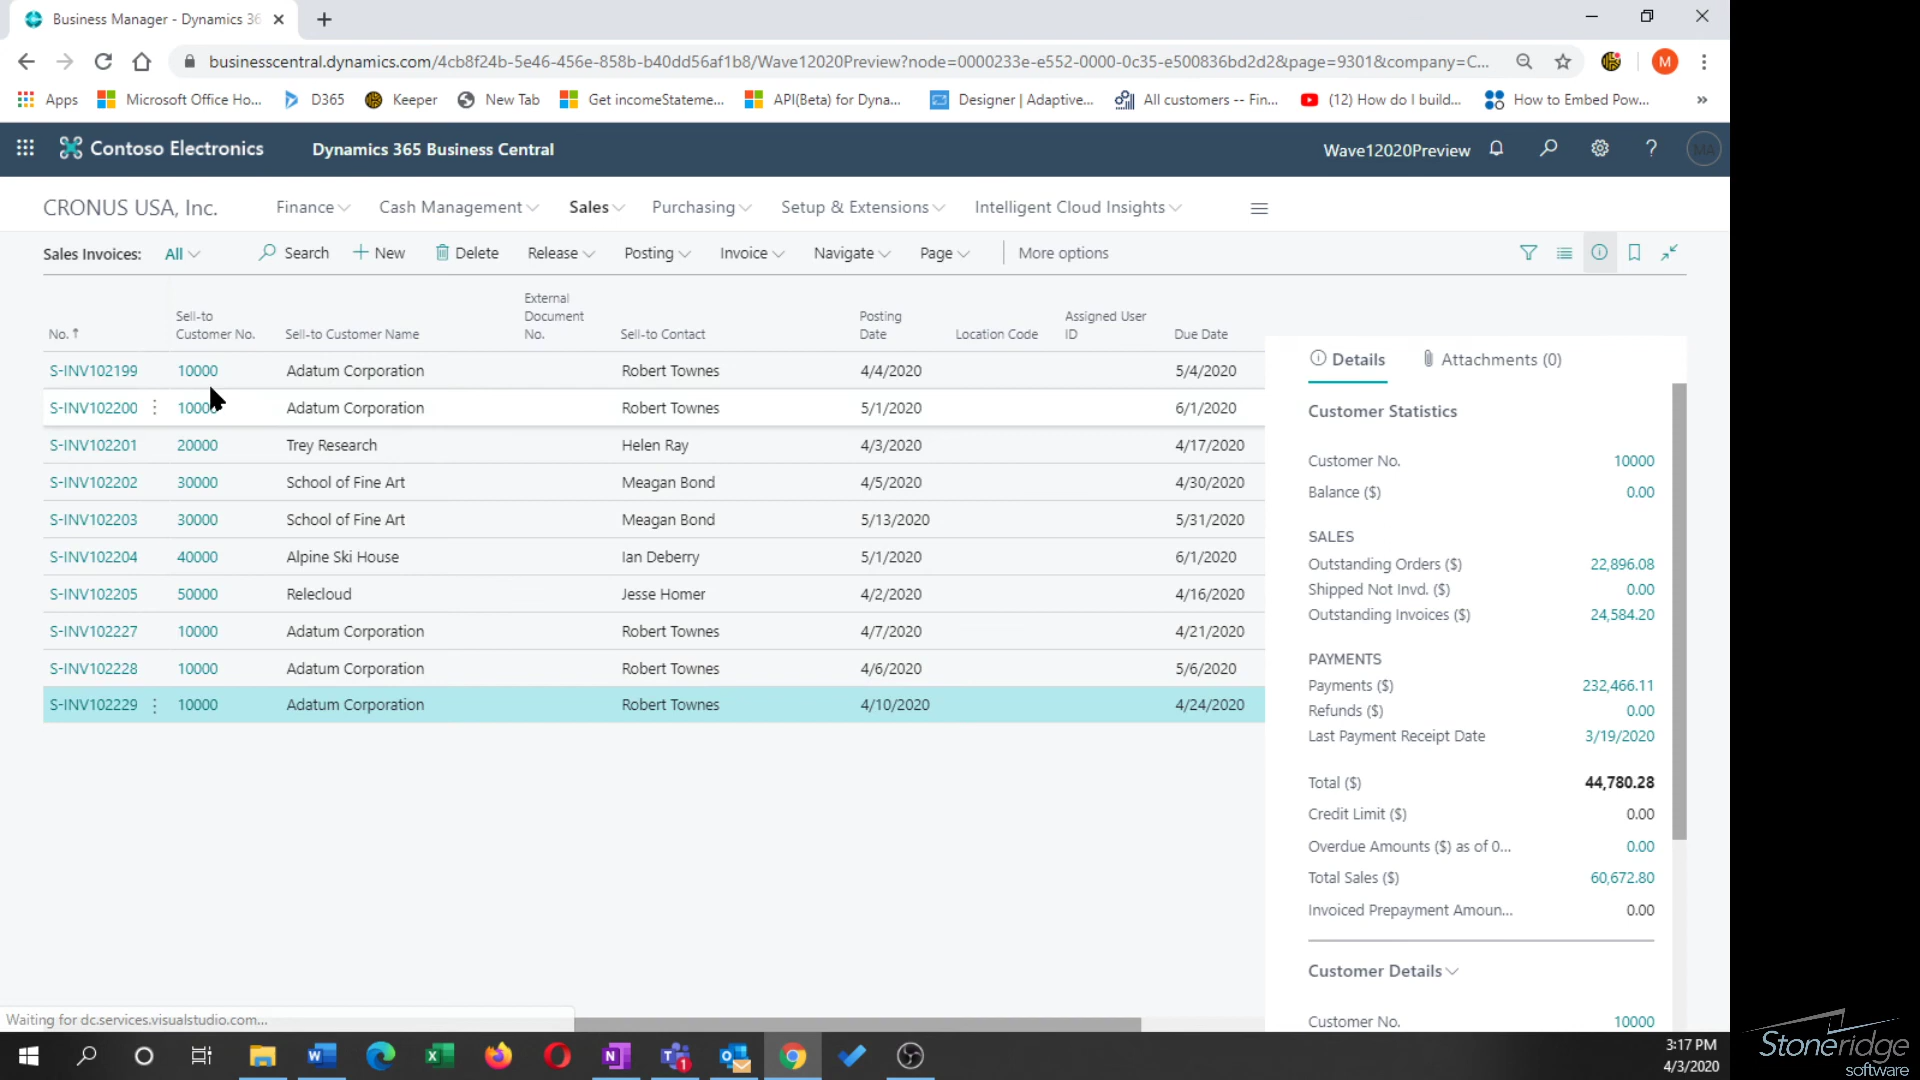 Business Manager - Dynamics 36
businesscentral.dynamics.com/4cb8f24b-5e46-456e-858b-b40dd56af1b8/Wave12020Preview?node=0000233e-e552-0000-0c35-e500836bd2d2&page=9301&company=C...
M
Apps Microsoft Office Ho... D365 Keeper New Tab Get incomeStateme... API(Beta) for Dyna... Designer | Adaptive... All customers -- Fin... (12) How do I build... How to Embed Pow... »
Contoso Electronics Dynamics 365 Business Central Wave12020Preview ? MA
CRONUS USA, Inc. Finance Cash Management Sales Purchasing Setup & Extensions Intelligent Cloud Insights
Sales Invoices: All Search + New Delete Release Posting Invoice Navigate Page More options
No. ↑ Sell-to Customer No. Sell-to Customer Name External Document No. Sell-to Contact Posting Date Location Code Assigned User ID Due Date
S-INV102199 10000 Adatum Corporation Robert Townes 4/4/2020 5/4/2020
S-INV102200 10000 Adatum Corporation Robert Townes 5/1/2020 6/1/2020
S-INV102201 20000 Trey Research Helen Ray 4/3/2020 4/17/2020
S-INV102202 30000 School of Fine Art Meagan Bond 4/5/2020 4/30/2020
S-INV102203 30000 School of Fine Art Meagan Bond 5/13/2020 5/31/2020
S-INV102204 40000 Alpine Ski House Ian Deberry 5/1/2020 6/1/2020
S-INV102205 50000 Relecloud Jesse Homer 4/2/2020 4/16/2020
S-INV102227 10000 Adatum Corporation Robert Townes 4/7/2020 4/21/2020
S-INV102228 10000 Adatum Corporation Robert Townes 4/6/2020 5/6/2020
S-INV102229 10000 Adatum Corporation Robert Townes 4/10/2020 4/24/2020
Details Attachments (0)
Customer Statistics
Customer No. 10000
Balance ($) 0.00
SALES
Outstanding Orders ($) 22,896.08
Shipped Not Invd. ($) 0.00
Outstanding Invoices ($) 24,584.20
PAYMENTS
Payments ($) 232,466.11
Refunds ($) 0.00
Last Payment Receipt Date 3/19/2020
Total ($) 44,780.28
Credit Limit ($) 0.00
Overdue Amounts ($) as of 0... 0.00
Total Sales ($) 60,672.80
Invoiced Prepayment Amoun... 0.00
Customer Details
Customer No. 10000
Waiting for dc.services.visualstudio.com...
3:17 PM
4/3/2020
Stoneridge
software